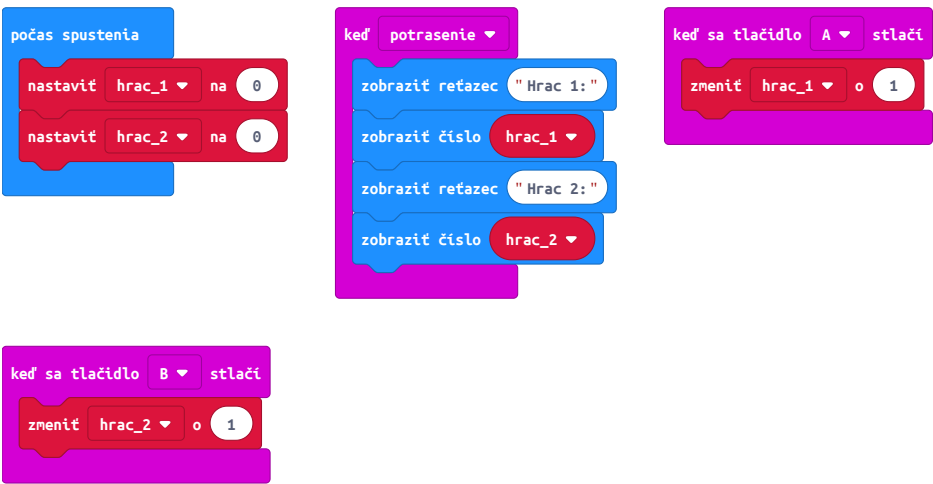 počas spustenia
nastaviť hrac_1 na 0
nastaviť hrac_2 na 0
keď potrasenie
zobraziť reťazec "Hrac 1:"
zobraziť číslo hrac_1
zobraziť reťazec "Hrac 2:"
zobraziť číslo hrac_2
keď sa tlačidlo A stlačí
zmeniť hrac_1 o 1
keď sa tlačidlo B stlačí
zmeniť hrac_2 o 1